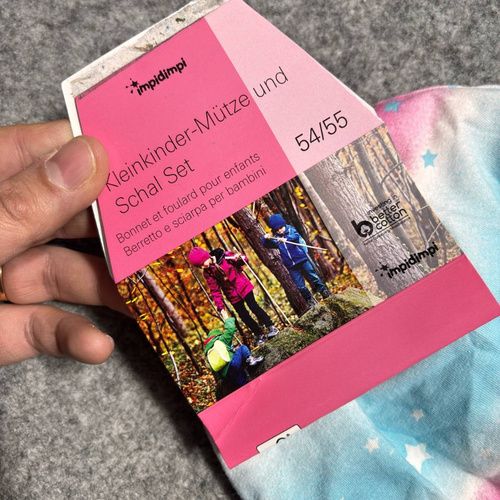 impidimpi
Kleinkinder-Mütze und
Schal Set
54/55
Bonnet et foulard pour enfants
Berretto e sciarpa per bambini
supporting
better
cotton
impidimpi